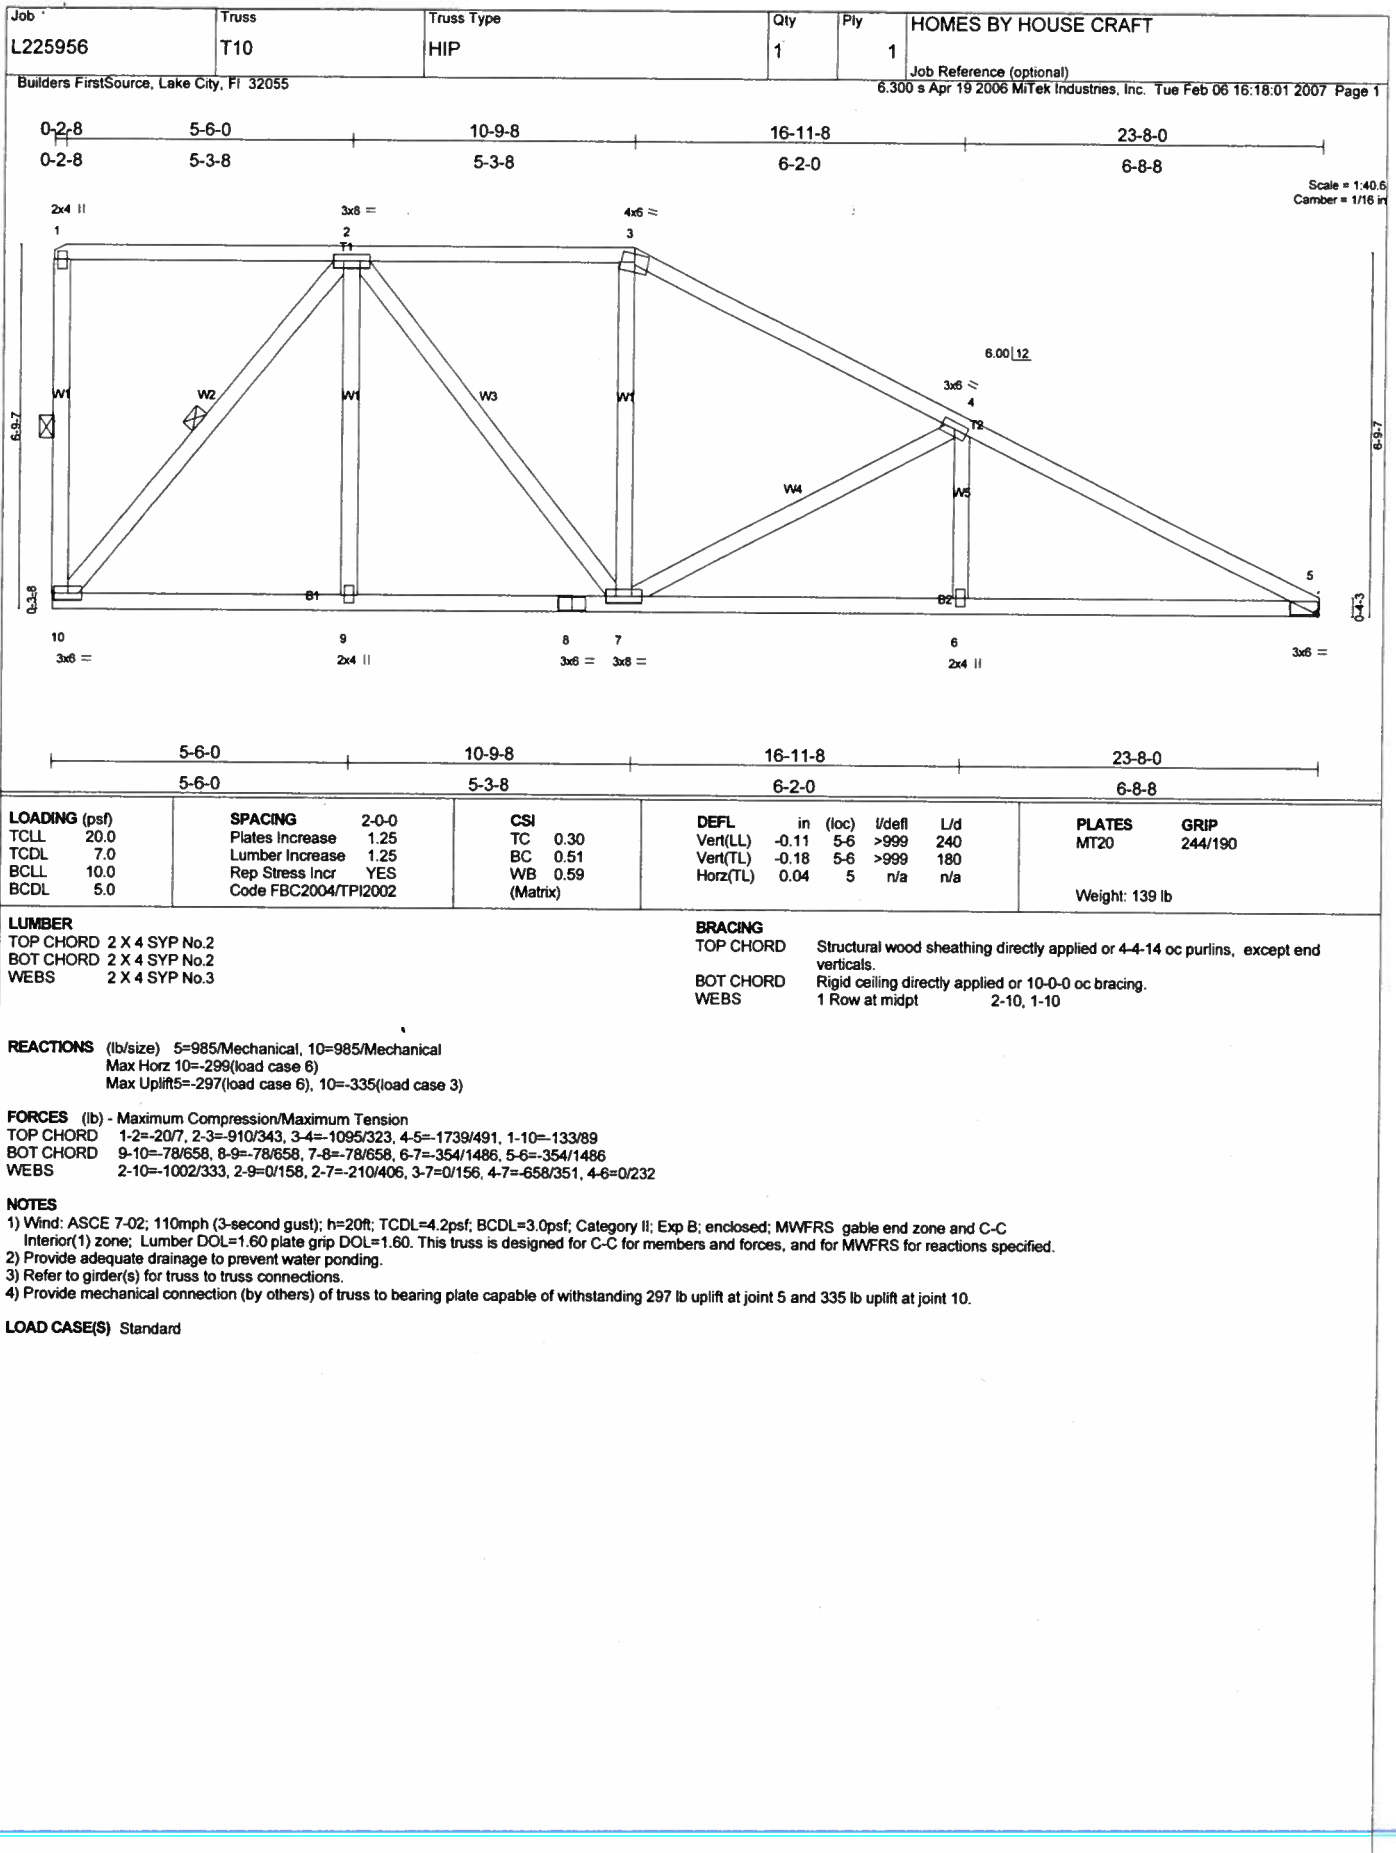 Job Truss Truss Type Qty Ply HOMES BY HOUSE CRAFT
L225956 T10 HIP 1 1
Job Reference (optional)
Builders FirstSource, Lake City, Fl 32055 6.300 s Apr 19 2006 MiTek Industries, Inc. Tue Feb 06 16:18:01 2007 Page 1
0-2-8 5-6-0 10-9-8 16-11-8 23-8-0
0-2-8 5-3-8 5-3-8 6-2-0 6-8-8
Scale = 1:40.6
Camber = 1/16 in
2x4 || 3x8 = 4x6 =
1 2 3
T1
6.00 12
3x6 =
4
T2
W1 W2 W1 W3 W1
6-9-7 6-9-7
W4 W5
5
0-3-8 B1 B2 0-4-3
10 9 8 7 6
3x6 = 2x4 || 3x6 = 3x8 = 2x4 || 3x6 =
5-6-0 10-9-8 16-11-8 23-8-0
5-6-0 5-3-8 6-2-0 6-8-8
LOADING (psf)
TCLL 20.0
TCDL 7.0
BCLL 10.0
BCDL 5.0
SPACING 2-0-0
Plates Increase 1.25
Lumber Increase 1.25
Rep Stress Incr YES
Code FBC2004/TPI2002
CSI
TC 0.30
BC 0.51
WB 0.59
(Matrix)
DEFL in (loc) l/defl L/d
Vert(LL) -0.11 5-6 >999 240
Vert(TL) -0.18 5-6 >999 180
Horz(TL) 0.04 5 n/a n/a
PLATES GRIP
MT20 244/190
Weight: 139 lb
LUMBER
TOP CHORD 2 X 4 SYP No.2
BOT CHORD 2 X 4 SYP No.2
WEBS 2 X 4 SYP No.3
BRACING
TOP CHORD Structural wood sheathing directly applied or 4-4-14 oc purlins, except end
verticals.
BOT CHORD Rigid ceiling directly applied or 10-0-0 oc bracing.
WEBS 1 Row at midpt 2-10, 1-10
REACTIONS (lb/size) 5=985/Mechanical, 10=985/Mechanical
Max Horz 10=-299(load case 6)
Max Uplift5=-297(load case 6), 10=-335(load case 3)
FORCES (lb) - Maximum Compression/Maximum Tension
TOP CHORD 1-2=-20/7, 2-3=-910/343, 3-4=-1095/323, 4-5=-1739/491, 1-10=-133/89
BOT CHORD 9-10=-78/658, 8-9=-78/658, 7-8=-78/658, 6-7=-354/1486, 5-6=-354/1486
WEBS 2-10=-1002/333, 2-9=0/158, 2-7=-210/406, 3-7=0/156, 4-7=-658/351, 4-6=0/232
NOTES
1) Wind: ASCE 7-02; 110mph (3-second gust); h=20ft; TCDL=4.2psf; BCDL=3.0psf; Category II; Exp B; enclosed; MWFRS gable end zone and C-C
Interior(1) zone; Lumber DOL=1.60 plate grip DOL=1.60. This truss is designed for C-C for members and forces, and for MWFRS for reactions specified.
2) Provide adequate drainage to prevent water ponding.
3) Refer to girder(s) for truss to truss connections.
4) Provide mechanical connection (by others) of truss to bearing plate capable of withstanding 297 lb uplift at joint 5 and 335 lb uplift at joint 10.
LOAD CASE(S) Standard